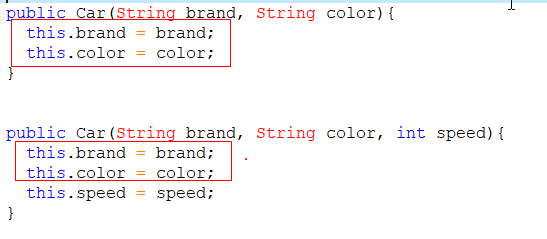 public Car(String brand, String color){
this.brand = brand;
this.color = color;
}
public Car(String brand, String color, int speed){
this.brand = brand;
this.color = color;
this.speed = speed;
}